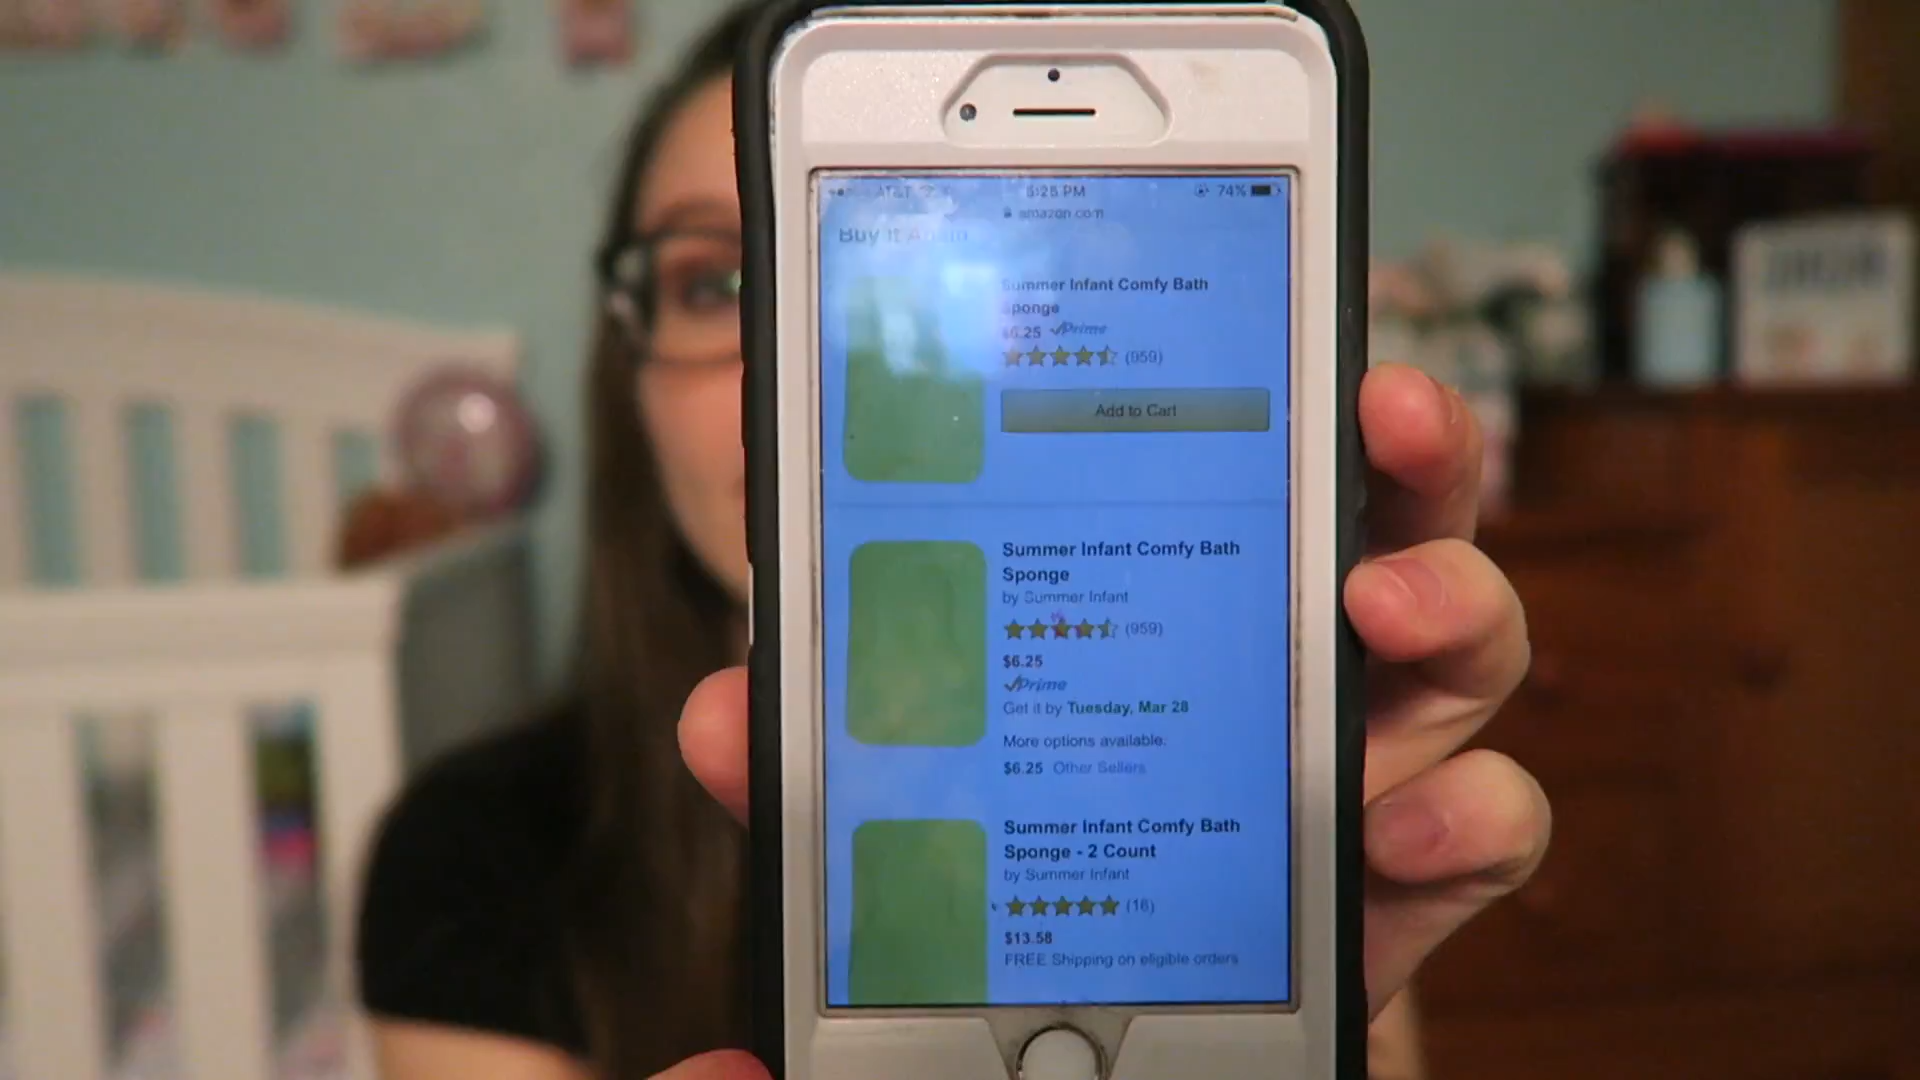 AT&T 5:25 PM 74%
amazon.com
Buy It Again
Summer Infant Comfy Bath
Sponge
$6.25 Prime
(959)
Add to Cart
Summer Infant Comfy Bath
Sponge
by Summer Infant
(959)
$6.25
Prime
Get it by Tuesday, Mar 28
More options available:
$6.25 Other Sellers
Summer Infant Comfy Bath
Sponge - 2 Count
by Summer Infant
(16)
$13.58
FREE Shipping on eligible orders